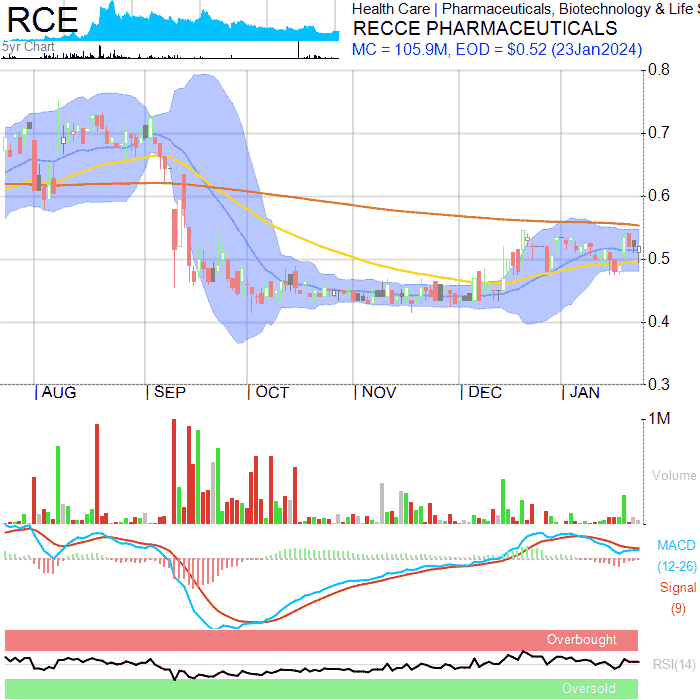 RCE
Health Care | Pharmaceuticals, Biotechnology & Life
RECCE PHARMACEUTICALS
5yr Chart
MC = 105.9M, EOD = $0.52 (23Jan2024)
0.8
0.7
0.6
0.5
0.4
0.3
AUG SEP OCT NOV DEC JAN
1M
Volume
MACD
(12-26)
Signal
(9)
Overbought
RSI(14)
Oversold